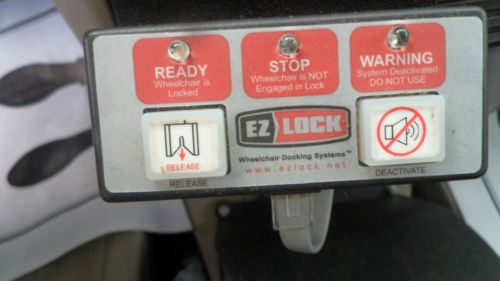 READY
Wheelchair is
Locked
STOP
Wheelchair is NOT
Engaged in Lock
WARNING
System Deactivated
DO NOT USE
RELEASE
RELEASE
EZ LOCK
Wheelchair Docking Systems™
www.ezlock.net
DEACTIVATE